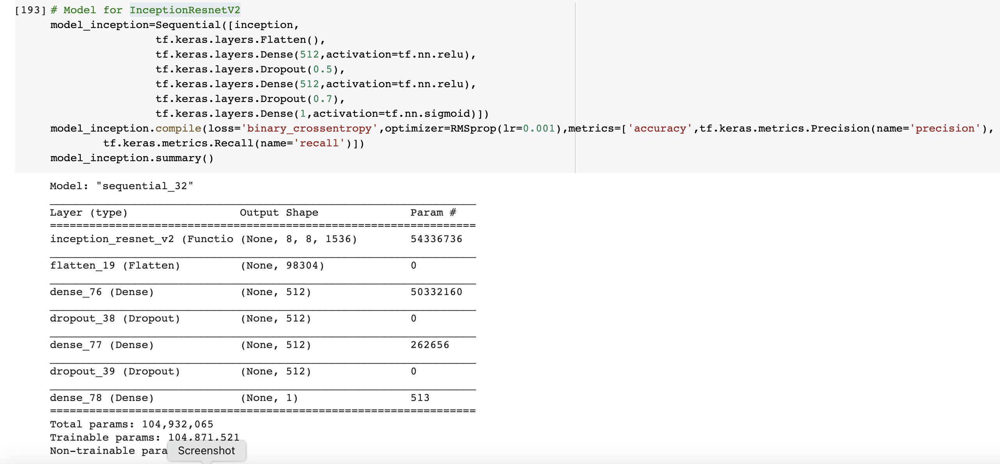 [193] # Model for InceptionResnetV2
model_inception=Sequential([inception,
tf.keras.layers.Flatten(),
tf.keras.layers.Dense(512,activation=tf.nn.relu),
tf.keras.layers.Dropout(0.5),
tf.keras.layers.Dense(512,activation=tf.nn.relu),
tf.keras.layers.Dropout(0.7),
tf.keras.layers.Dense(1,activation=tf.nn.sigmoid)])
model_inception.compile(loss='binary_crossentropy',optimizer=RMSprop(lr=0.001),metrics=['accuracy',tf.keras.metrics.Precision(name='precision'),
tf.keras.metrics.Recall(name='recall')])
model_inception.summary()
Model: "sequential_32"
_________________________________________________________________
Layer (type) Output Shape Param #
=================================================================
inception_resnet_v2 (Functio (None, 8, 8, 1536) 54336736
_________________________________________________________________
flatten_19 (Flatten) (None, 98304) 0
_________________________________________________________________
dense_76 (Dense) (None, 512) 50332160
_________________________________________________________________
dropout_38 (Dropout) (None, 512) 0
_________________________________________________________________
dense_77 (Dense) (None, 512) 262656
_________________________________________________________________
dropout_39 (Dropout) (None, 512) 0
_________________________________________________________________
dense_78 (Dense) (None, 1) 513
=================================================================
Total params: 104,932,065
Trainable params: 104,871,521
Non-trainable para
Screenshot